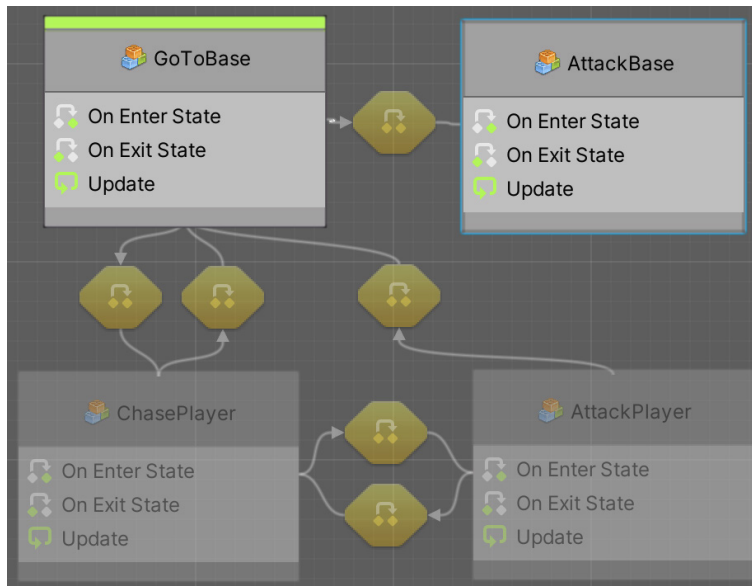 GoToBase
On Enter State
On Exit State
Update
AttackBase
On Enter State
On Exit State
Update
ChasePlayer
On Enter State
On Exit State
Update
AttackPlayer
On Enter State
On Exit State
Update